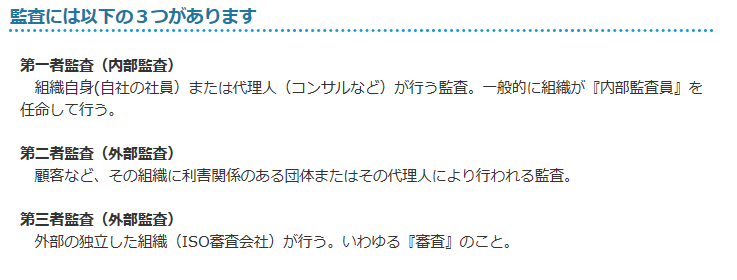 監査には以下の３つがあります
第一者監査（内部監査）
組織自身(自社の社員）または代理人（コンサルなど）が行う監査。一般的に組織が『内部監査員』を
任命して行う。
第二者監査（外部監査）
顧客など、その組織に利害関係のある団体またはその代理人により行われる監査。
第三者監査（外部監査）
外部の独立した組織（ISO審査会社）が行う。いわゆる『審査』のこと。